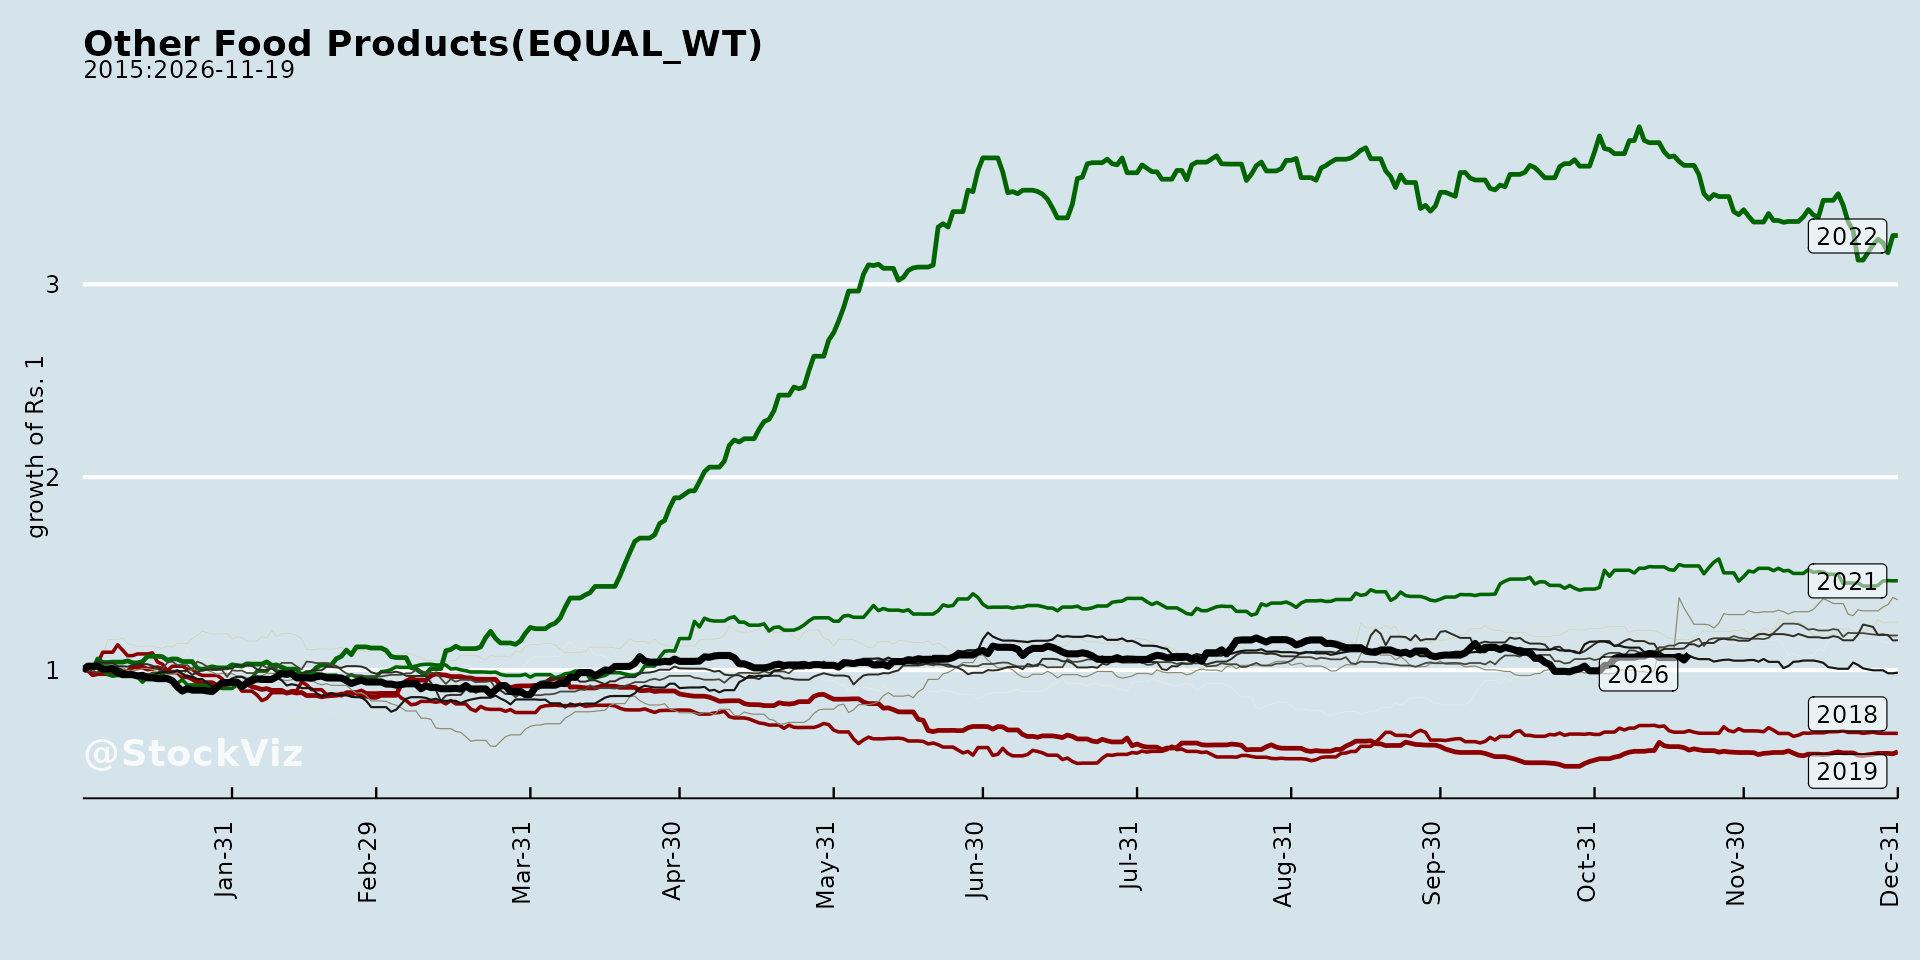 Other Food Products(EQUAL_WT)
2015:2026-11-19
growth of Rs. 1
3
2
1
2022
2021
2026
2018
2019
@StockViz
Jan-31
Feb-29
Mar-31
Apr-30
May-31
Jun-30
Jul-31
Aug-31
Sep-30
Oct-31
Nov-30
Dec-31